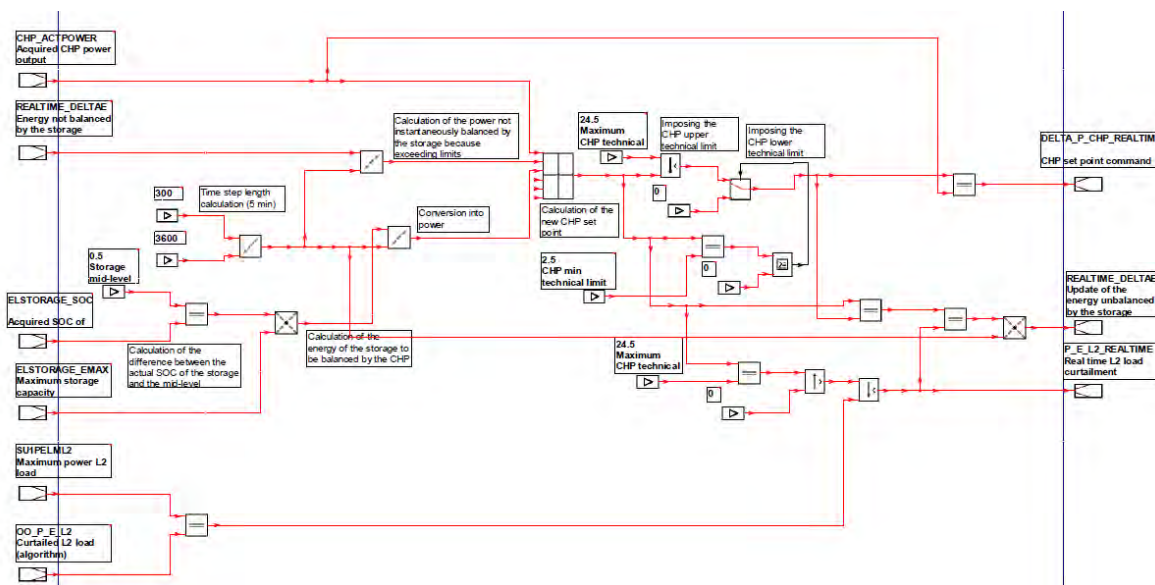 CHP_ACTPOWER
Acquired CHP power
output
REALTIME_DELTAE
Energy not balanced
by the storage
Calculation of the power not
instantaneously balanced by
the storage because
exceeding limits
24.5
Maximum
CHP technical
Imposing the
CHP upper
technical limit
Imposing the
CHP lower
technical limit
DELTA_P_CHP_REALTIME
CHP set point command
300
Time step length
calculation (5 min)
3600
Conversion into
power
0
Calculation of the
new CHP set
point
0.5
Storage
mid-level
2.5
CHP min
technical limit
0
ELSTORAGE_SOC
Acquired SOC of
REALTIME_DELTAE
Update of the
energy unbalanced
by the storage
Calculation of the
difference between the
actual SOC of the storage
and the mid-level
Calculation of the
energy of the storage to
be balanced by the CHP
ELSTORAGE_EMAX
Maximum storage
capacity
24.5
Maximum
CHP technical
0
P_E_L2_REALTIME
Real time L2 load
curtailment
SU1PELML2
Maximum power L2
load
OO_P_E_L2
Curtailed L2 load
(algorithm)